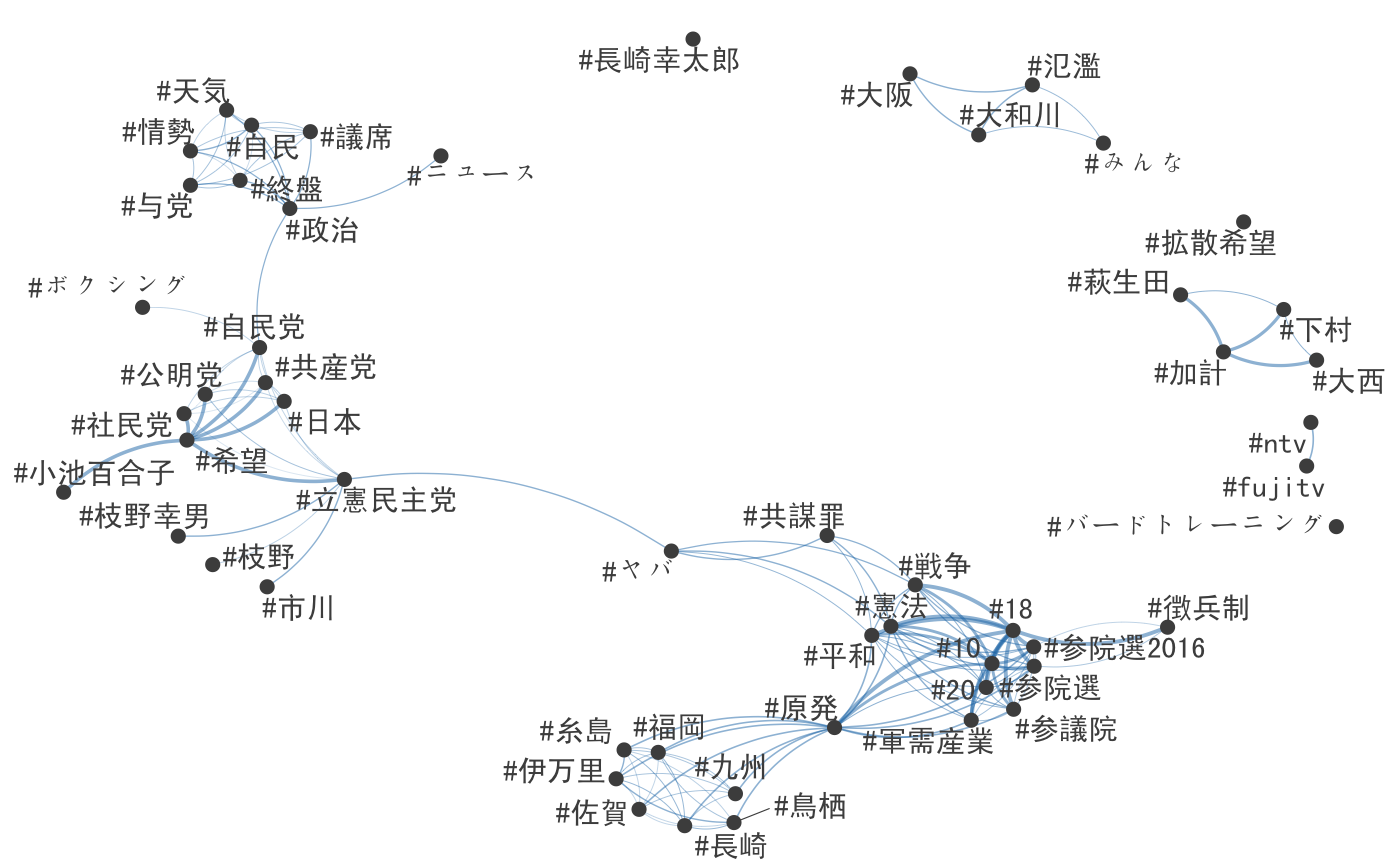 #長崎幸太郎
#大阪
#氾濫
#大和川
#みんな
#天気
#情勢
#自民
#議席
#ニュース
#終盤
#与党
#政治
#拡散希望
#萩生田
#下村
#加計
#大西
#ボクシング
#自民党
#共産党
#公明党
#日本
#社民党
#希望
#小池百合子
#立憲民主党
#枝野幸男
#枝野
#市川
#ntv
#fujitv
#バードトレーニング
#共謀罪
#ヤバ
#戦争
#憲法
#18
#徴兵制
#平和
#10
#参院選2016
#20
#参院選
#原発
#軍需産業
#参議院
#糸島
#福岡
#伊万里
#九州
#佐賀
#鳥栖
#長崎